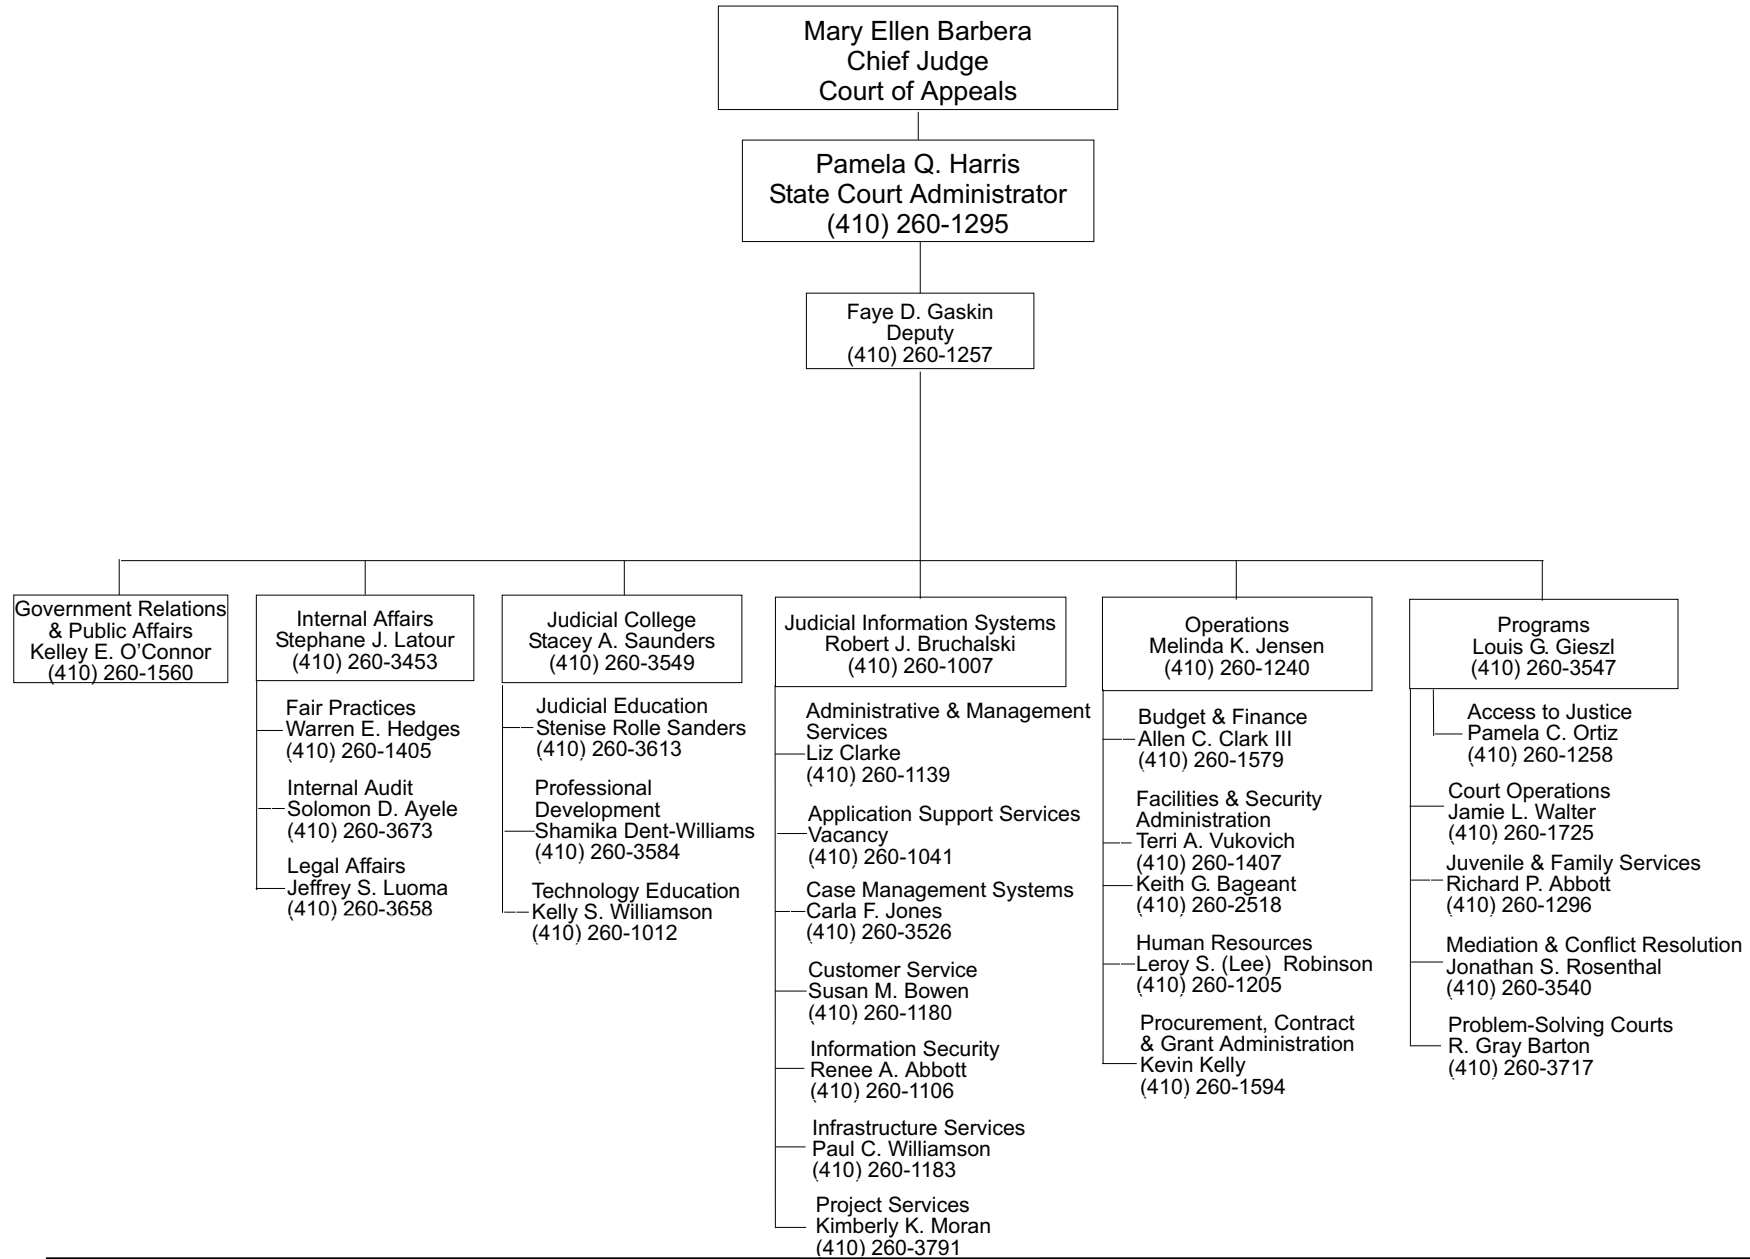 Mary Ellen Barbera
Chief Judge
Court of Appeals
Pamela Q. Harris
State Court Administrator
(410) 260-1295
Faye D. Gaskin
Deputy
(410) 260-1257
Government Relations
& Public Affairs
Kelley E. O’Connor
(410) 260-1560
Internal Affairs
Stephane J. Latour
(410) 260-3453
Fair Practices
Warren E. Hedges
(410) 260-1405
Internal Audit
Solomon D. Ayele
(410) 260-3673
Legal Affairs
Jeffrey S. Luoma
(410) 260-3658
Judicial College
Stacey A. Saunders
(410) 260-3549
Judicial Education
Stenise Rolle Sanders
(410) 260-3613
Professional
Development
Shamika Dent-Williams
(410) 260-3584
Technology Education
Kelly S. Williamson
(410) 260-1012
Judicial Information Systems
Robert J. Bruchalski
(410) 260-1007
Administrative & Management
Services
Liz Clarke
(410) 260-1139
Application Support Services
Vacancy
(410) 260-1041
Case Management Systems
Carla F. Jones
(410) 260-3526
Customer Service
Susan M. Bowen
(410) 260-1180
Information Security
Renee A. Abbott
(410) 260-1106
Infrastructure Services
Paul C. Williamson
(410) 260-1183
Project Services
Kimberly K. Moran
(410) 260-3791
Operations
Melinda K. Jensen
(410) 260-1240
Budget & Finance
Allen C. Clark III
(410) 260-1579
Facilities & Security
Administration
Terri A. Vukovich
(410) 260-1407
Keith G. Bageant
(410) 260-2518
Human Resources
Leroy S. (Lee) Robinson
(410) 260-1205
Procurement, Contract
& Grant Administration
Kevin Kelly
(410) 260-1594
Programs
Louis G. Gieszl
(410) 260-3547
Access to Justice
Pamela C. Ortiz
(410) 260-1258
Court Operations
Jamie L. Walter
(410) 260-1725
Juvenile & Family Services
Richard P. Abbott
(410) 260-1296
Mediation & Conflict Resolution
Jonathan S. Rosenthal
(410) 260-3540
Problem-Solving Courts
R. Gray Barton
(410) 260-3717